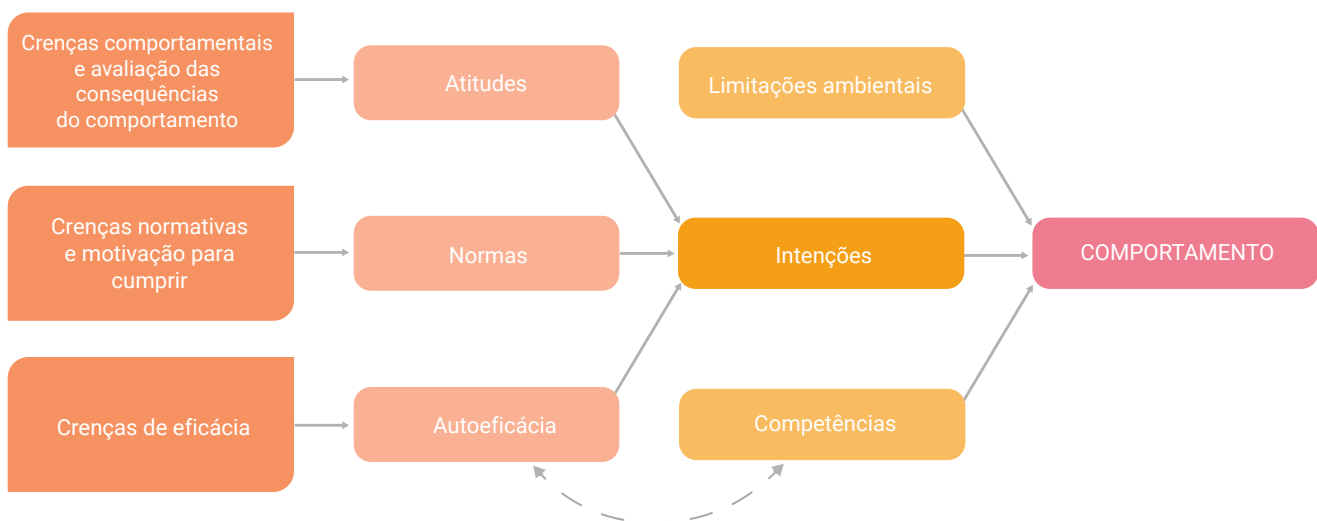 Crenças comportamentais
e avaliação das
consequências
do comportamento
Atitudes
Limitações ambientais
Crenças normativas
e motivação para
cumprir
Normas
Intenções
COMPORTAMENTO
Crenças de eficácia
Autoeficácia
Competências